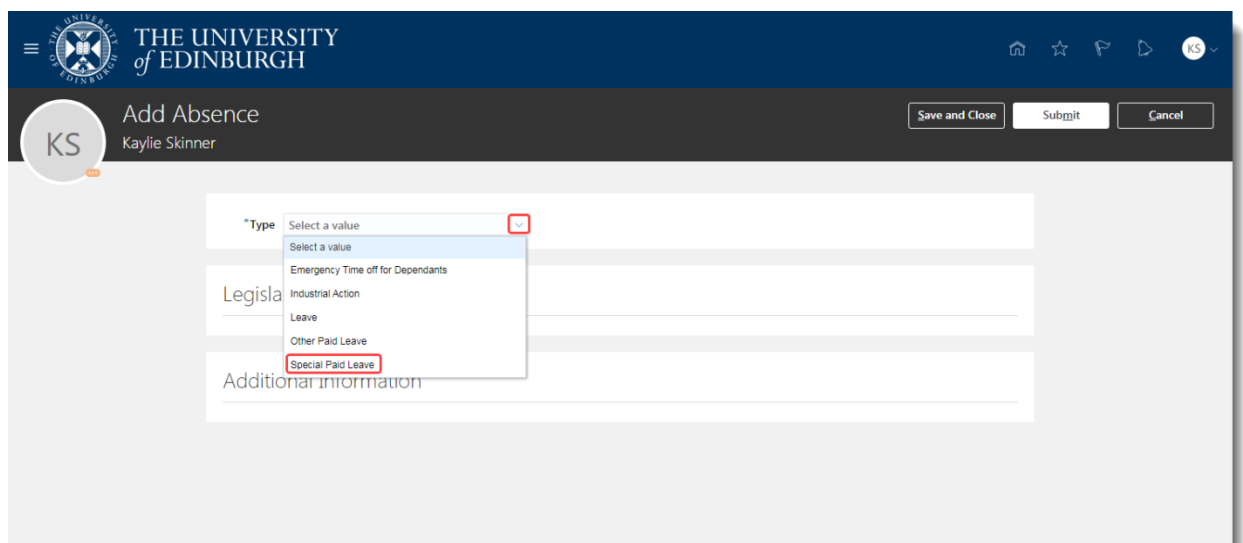 THE UNIVERSITY
of EDINBURGH
KS
KS
Add Absence
Kaylie Skinner
Save and Close
Submit
Cancel
*Type
Select a value
Select a value
Emergency Time off for Dependants
Industrial Action
Leave
Other Paid Leave
Special Paid Leave
Legisla
Additional Information